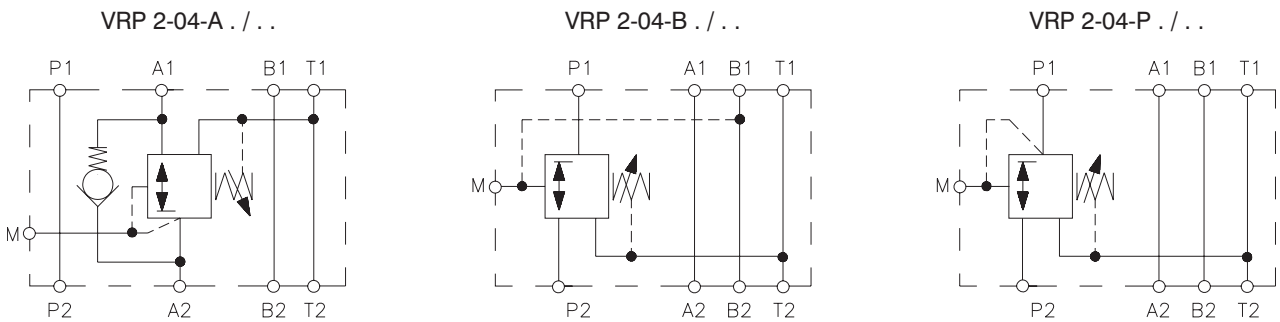 VRP 2-04-A . / . .
VRP 2-04-B . / . .
VRP 2-04-P . / . .
P1 A1 B1 T1
P1 A1 B1 T1
P1 A1 B1 T1
M
M
M
P2 A2 B2 T2
P2 A2 B2 T2
P2 A2 B2 T2